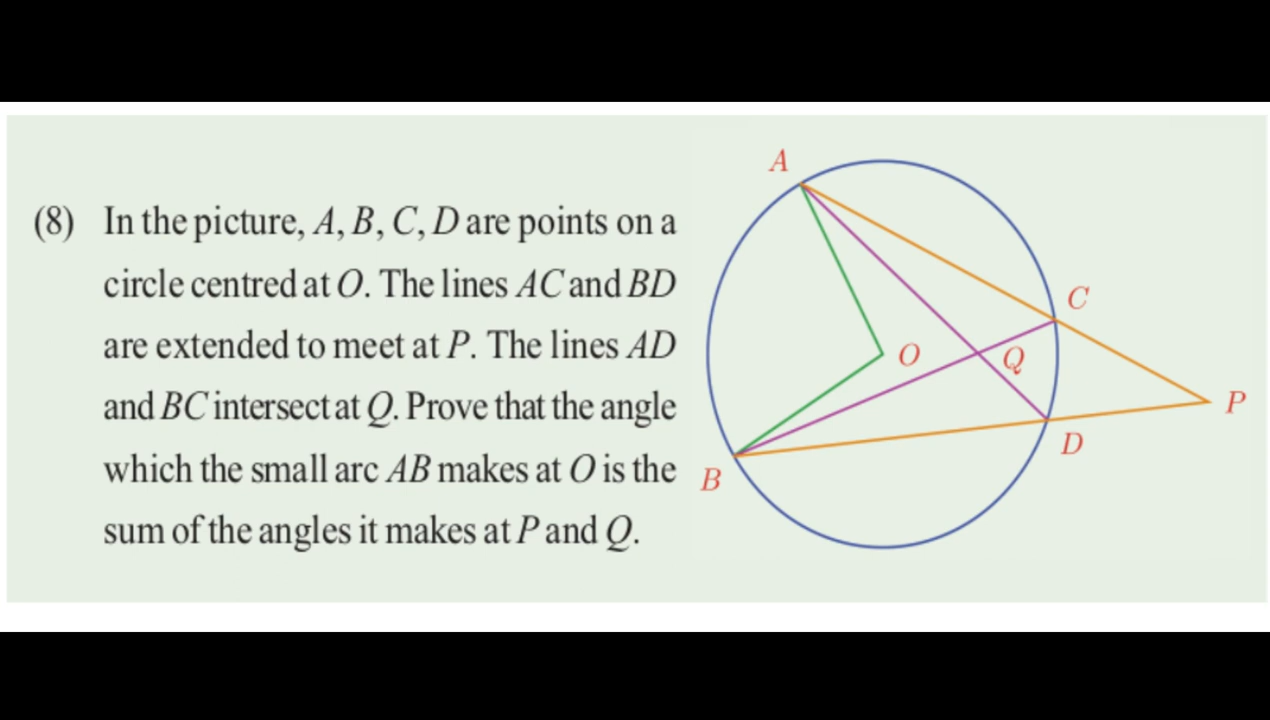 (8) In the picture, A, B, C, D are points on a
circle centred at O. The lines AC and BD
are extended to meet at P. The lines AD
and BC intersect at Q. Prove that the angle
which the small arc AB makes at O is the
sum of the angles it makes at P and Q.
A
C
O
Q
P
D
B